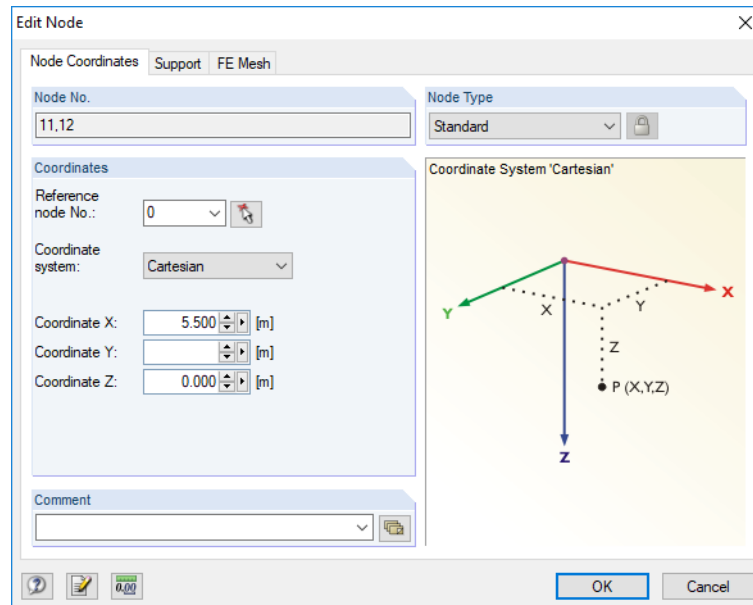 Edit Node
Node Coordinates Support FE Mesh
Node No.
11,12
Node Type
Standard
Coordinates
Reference
node No.:
0
Coordinate
system:
Cartesian
Coordinate X: 5.500 [m]
Coordinate Y: [m]
Coordinate Z: 0.000 [m]
Comment
Coordinate System 'Cartesian'
X
Y
X
Y
Z
P (X,Y,Z)
Z
0.00
OK Cancel